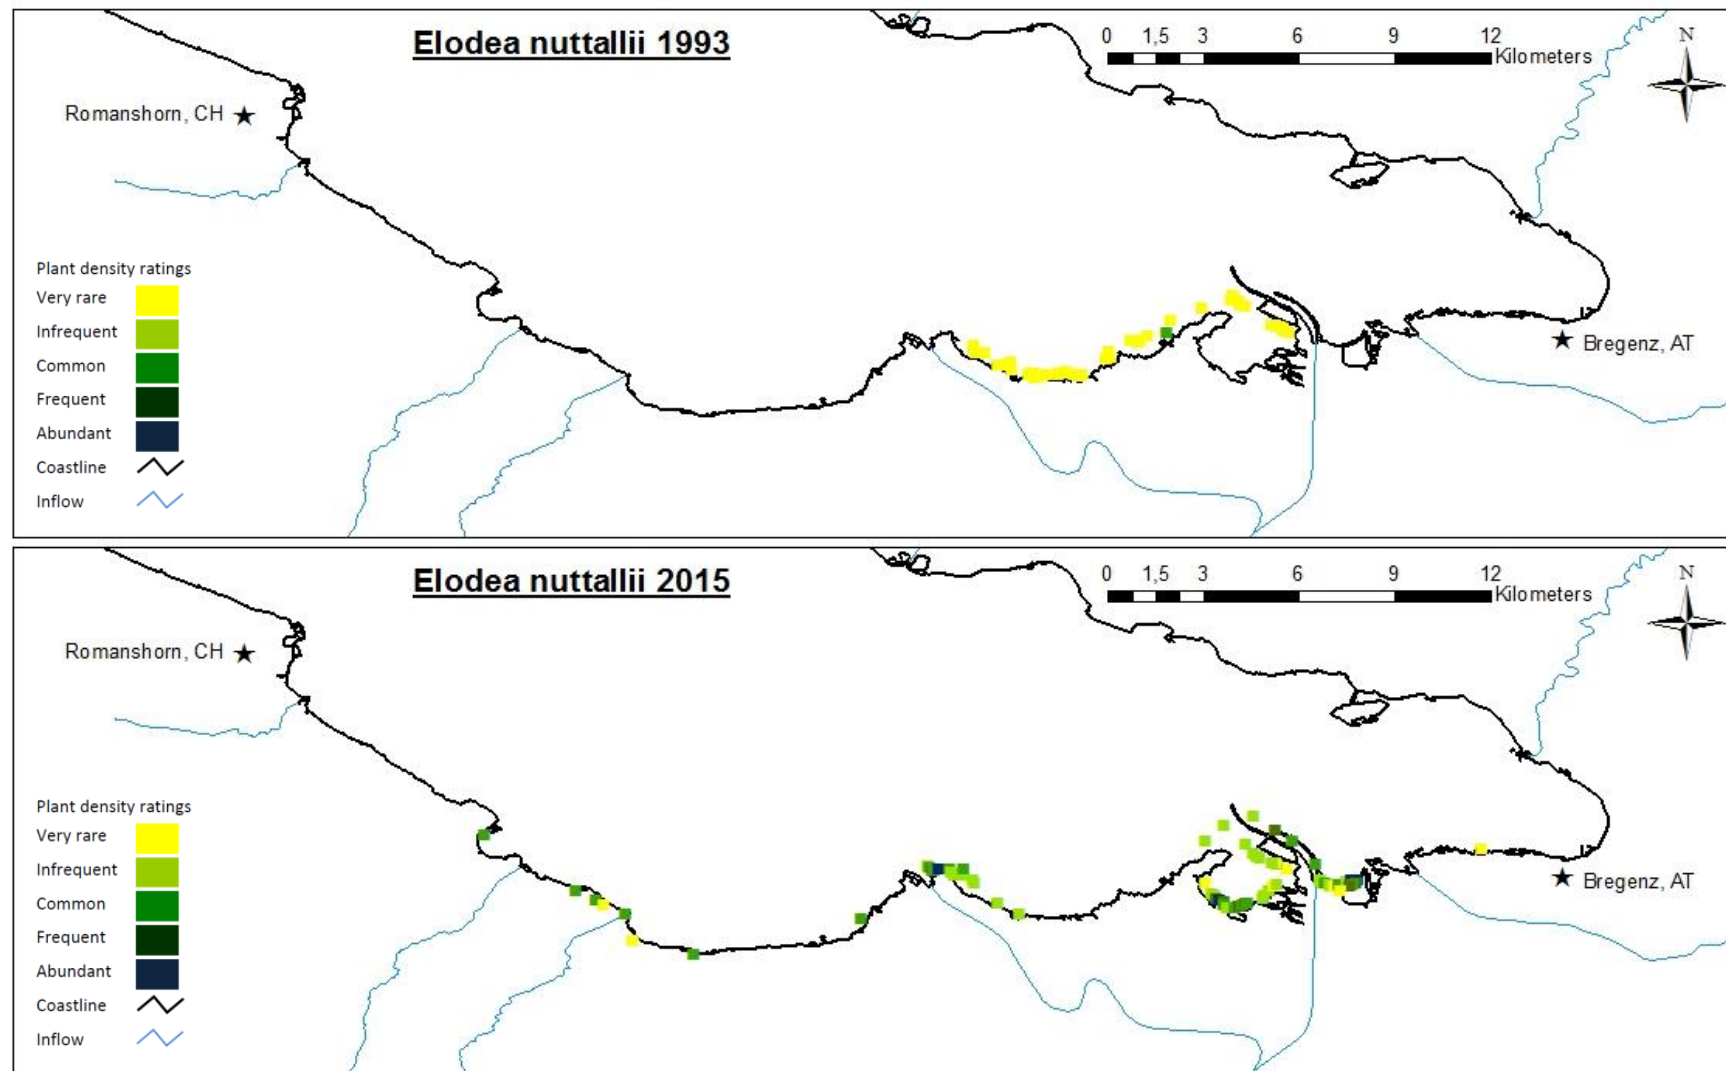 Elodea nuttallii 1993
0 1,5 3 6 9 12
Kilometers
N
Romanshorn, CH
Plant density ratings
Very rare
Infrequent
Common
Frequent
Abundant
Coastline
Inflow
Bregenz, AT
Elodea nuttallii 2015
0 1,5 3 6 9 12
Kilometers
N
Romanshorn, CH
Plant density ratings
Very rare
Infrequent
Common
Frequent
Abundant
Coastline
Inflow
Bregenz, AT